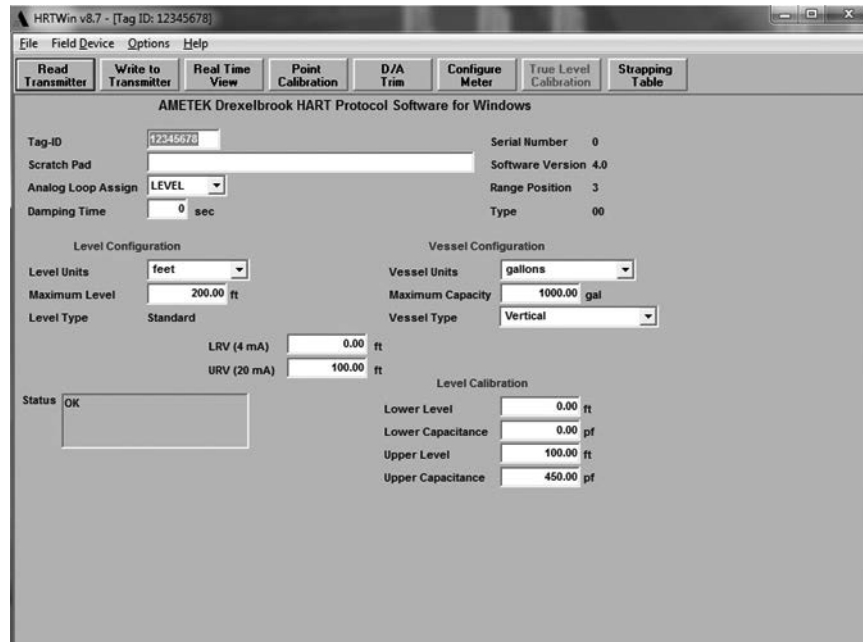 HRTWin v8.7 - [Tag ID: 12345678]
File Field Device Options Help
Read Transmitter
Write to Transmitter
Real Time View
Point Calibration
D/A Trim
Configure Meter
True Level Calibration
Strapping Table
AMETEK Drexelbrook HART Protocol Software for Windows
Tag-ID 12345678 Serial Number 0
Scratch Pad Software Version 4.0
Analog Loop Assign LEVEL Range Position 3
Damping Time 0 sec Type 00
Level Configuration Vessel Configuration
Level Units feet Vessel Units gallons
Maximum Level 200.00 ft Maximum Capacity 1000.00 gal
Level Type Standard Vessel Type Vertical
LRV (4 mA) 0.00 ft
URV (20 mA) 100.00 ft
Level Calibration
Status OK Lower Level 0.00 ft
Lower Capacitance 0.00 pf
Upper Level 100.00 ft
Upper Capacitance 450.00 pf